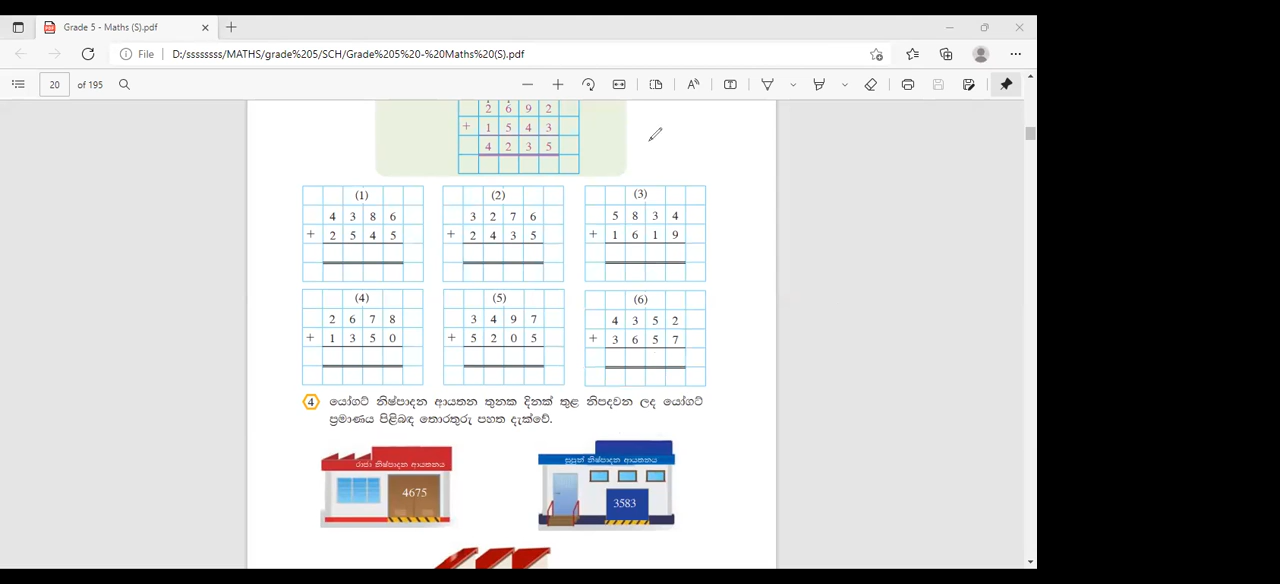 Grade 5 - Maths (S).pdf
File | D:/ssssssss/MATHS/grade%205/SCH/Grade%205%20-%20Maths%20(S).pdf
20 of 195
2 6 9 2
+ 1 5 4 3
4 2 3 5
(1) (2) (3)
4 3 8 6 3 2 7 6 5 8 3 4
+ 2 5 4 5 + 2 4 3 5 + 1 6 1 9
(4) (5) (6)
2 6 7 8 3 4 9 7 4 3 5 2
+ 1 3 5 0 + 5 2 0 5 + 3 6 5 7
4 යෝගට් නිෂ්පාදන ආයතන තුනක දිනක් තුළ නිපදවන ලද යෝගට්
ප්‍රමාණය පිළිබඳ තොරතුරු පහත දැක්වේ.
රාජා නිෂ්පාදන ආයතනය
සුපුන් නිෂ්පාදන ආයතනය
4675
3583